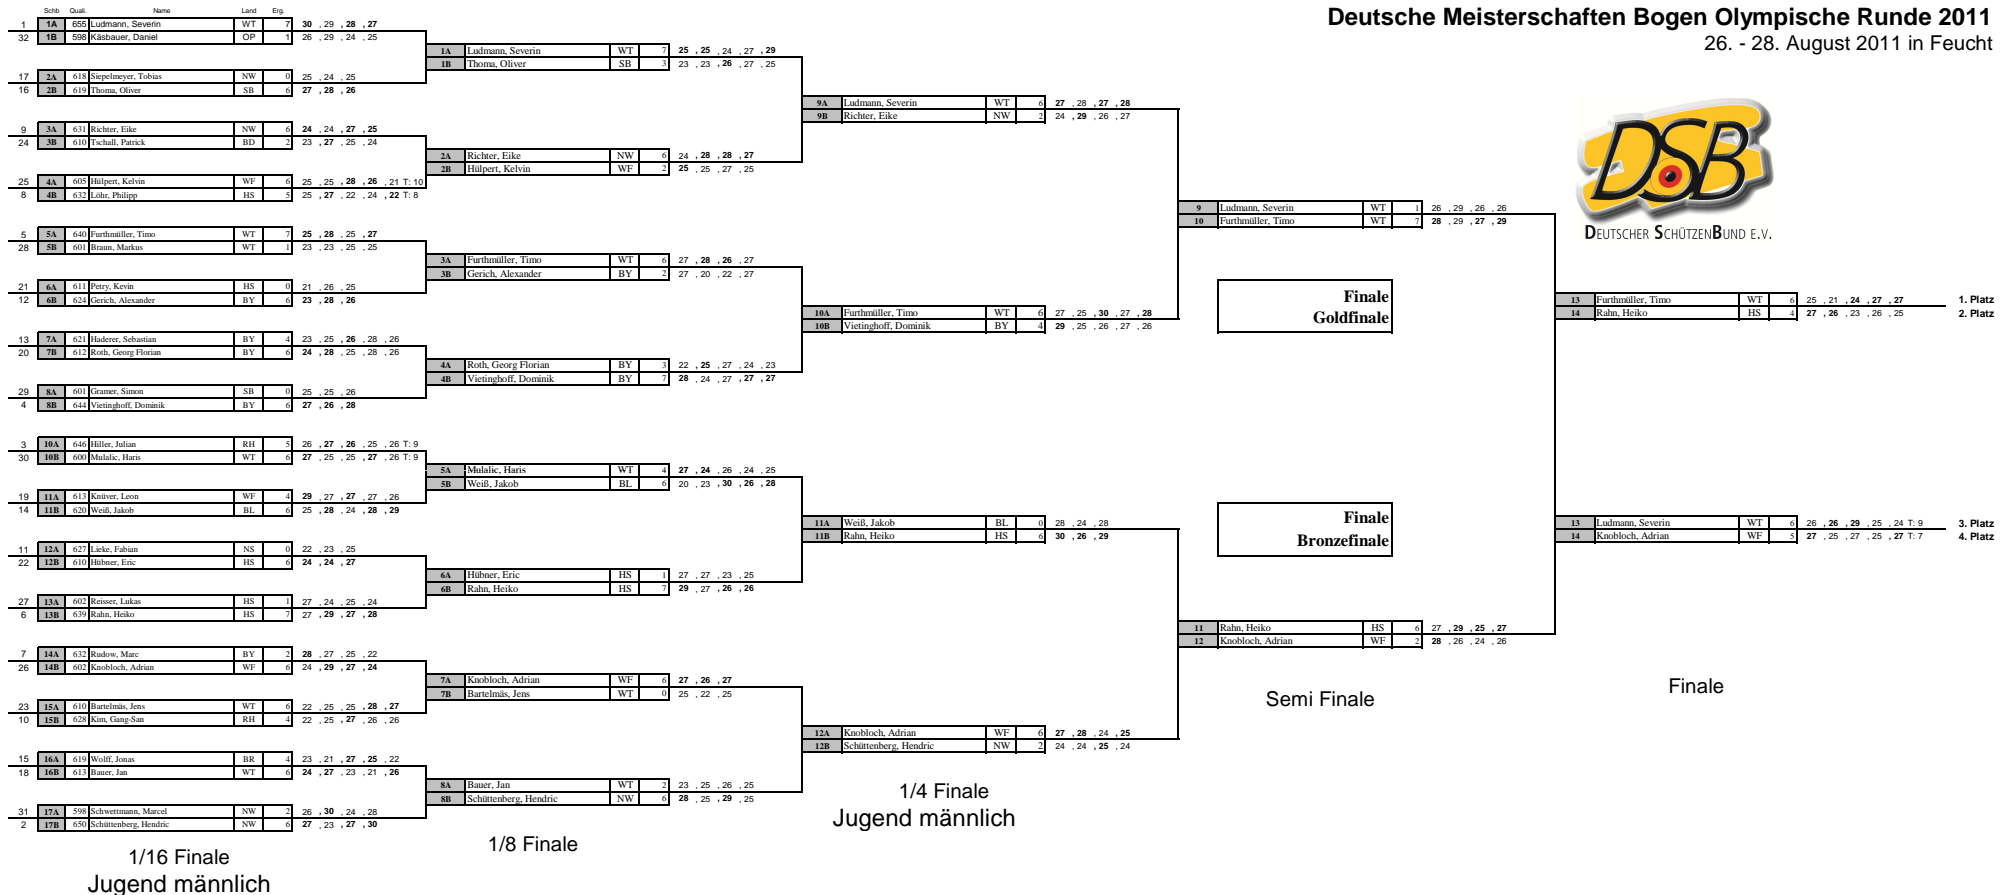 Deutsche Meisterschaften Bogen Olympische Runde 2011
26. - 28. August 2011 in Feucht
Schb Quali. Name Land Erg.
1 1A 655 Ludmann, Severin WT 7 30 , 29 , 28 , 27
32 1B 598 Käsbauer, Daniel OP 1 26 , 29 , 24 , 25
17 2A 618 Siepelmeyer, Tobias NW 0 25 , 24 , 25
16 2B 619 Thoma, Oliver SB 6 27 , 28 , 26
9 3A 631 Richter, Eike NW 6 24 , 24 , 27 , 25
24 3B 610 Tschall, Patrick BD 2 23 , 27 , 25 , 24
25 4A 605 Hülpert, Kelvin WF 6 25 , 25 , 28 , 26 , 21 T: 10
8 4B 632 Löhr, Philipp HS 5 25 , 27 , 22 , 24 , 22 T: 8
5 5A 640 Furthmüller, Timo WT 7 25 , 28 , 25 , 27
28 5B 601 Braun, Markus WT 1 23 , 23 , 25 , 25
21 6A 611 Petry, Kevin HS 0 21 , 26 , 25
12 6B 624 Gerich, Alexander BY 6 23 , 28 , 26
13 7A 621 Haderer, Sebastian BY 4 23 , 25 , 26 , 28 , 26
20 7B 612 Roth, Georg Florian BY 6 24 , 28 , 25 , 28 , 26
29 8A 601 Gramer, Simon SB 0 25 , 25 , 26
4 8B 644 Vietinghoff, Dominik BY 6 27 , 26 , 28
3 10A 646 Hiller, Julian RH 5 26 , 27 , 26 , 25 , 26 T: 9
30 10B 600 Mulalic, Haris WT 6 27 , 25 , 25 , 27 , 26 T: 9
19 11A 613 Knüver, Leon WF 4 29 , 27 , 27 , 27 , 26
14 11B 620 Weiß, Jakob BL 6 25 , 28 , 24 , 28 , 29
11 12A 627 Lieke, Fabian NS 0 22 , 23 , 25
22 12B 610 Hübner, Eric HS 6 24 , 24 , 27
27 13A 602 Reisser, Lukas HS 1 27 , 24 , 25 , 24
6 13B 639 Rahn, Heiko HS 7 27 , 29 , 27 , 28
7 14A 632 Rudow, Marc BY 2 28 , 27 , 25 , 22
26 14B 602 Knobloch, Adrian WF 6 24 , 29 , 27 , 24
23 15A 610 Bartelmäs, Jens WT 6 22 , 25 , 25 , 28 , 27
10 15B 628 Kim, Gang-San RH 4 22 , 25 , 27 , 26 , 26
15 16A 619 Wolff, Jonas BR 4 23 , 21 , 27 , 25 , 22
18 16B 613 Bauer, Jan WT 6 24 , 27 , 23 , 21 , 26
31 17A 598 Schwettmann, Marcel NW 2 26 , 30 , 24 , 28
2 17B 650 Schüttenberg, Hendric NW 6 27 , 23 , 27 , 30
1/16 Finale
Jugend männlich
1A Ludmann, Severin WT 7 25 , 25 , 24 , 27 , 29
1B Thoma, Oliver SB 3 23 , 23 , 26 , 27 , 25
2A Richter, Eike NW 6 24 , 28 , 28 , 27
2B Hülpert, Kelvin WF 2 25 , 25 , 27 , 25
3A Furthmüller, Timo WT 6 27 , 28 , 26 , 27
3B Gerich, Alexander BY 2 27 , 20 , 22 , 27
4A Roth, Georg Florian BY 3 22 , 25 , 27 , 24 , 23
4B Vietinghoff, Dominik BY 7 28 , 24 , 27 , 27 , 27
5A Mulalic, Haris WT 4 27 , 24 , 26 , 24 , 25
5B Weiß, Jakob BL 6 20 , 23 , 30 , 26 , 28
6A Hübner, Eric HS 1 27 , 27 , 23 , 25
6B Rahn, Heiko HS 7 29 , 27 , 26 , 26
7A Knobloch, Adrian WF 6 27 , 26 , 27
7B Bartelmäs, Jens WT 0 25 , 22 , 25
8A Bauer, Jan WT 2 23 , 25 , 26 , 25
8B Schüttenberg, Hendric NW 6 28 , 25 , 29 , 25
1/8 Finale
9A Ludmann, Severin WT 6 27 , 28 , 27 , 28
9B Richter, Eike NW 2 24 , 29 , 26 , 27
10A Furthmüller, Timo WT 6 27 , 25 , 30 , 27 , 28
10B Vietinghoff, Dominik BY 4 29 , 25 , 26 , 27 , 26
11A Weiß, Jakob BL 0 28 , 24 , 28
11B Rahn, Heiko HS 6 30 , 26 , 29
12A Knobloch, Adrian WF 6 27 , 28 , 24 , 25
12B Schüttenberg, Hendric NW 2 24 , 24 , 25 , 24
1/4 Finale
Jugend männlich
9 Ludmann, Severin WT 1 26 , 29 , 26 , 26
10 Furthmüller, Timo WT 7 28 , 29 , 27 , 29
Finale
Goldfinale
Finale
Bronzefinale
11 Rahn, Heiko HS 6 27 , 29 , 25 , 27
12 Knobloch, Adrian WF 2 28 , 26 , 24 , 26
Semi Finale
DSB
DEUTSCHER SCHÜTZENBUND E.V.
13 Furthmüller, Timo WT 6 25 , 21 , 24 , 27 , 27 1. Platz
14 Rahn, Heiko HS 4 27 , 26 , 23 , 26 , 25 2. Platz
13 Ludmann, Severin WT 6 26 , 26 , 29 , 25 , 24 T: 9 3. Platz
14 Knobloch, Adrian WF 5 27 , 25 , 27 , 25 , 27 T: 7 4. Platz
Finale